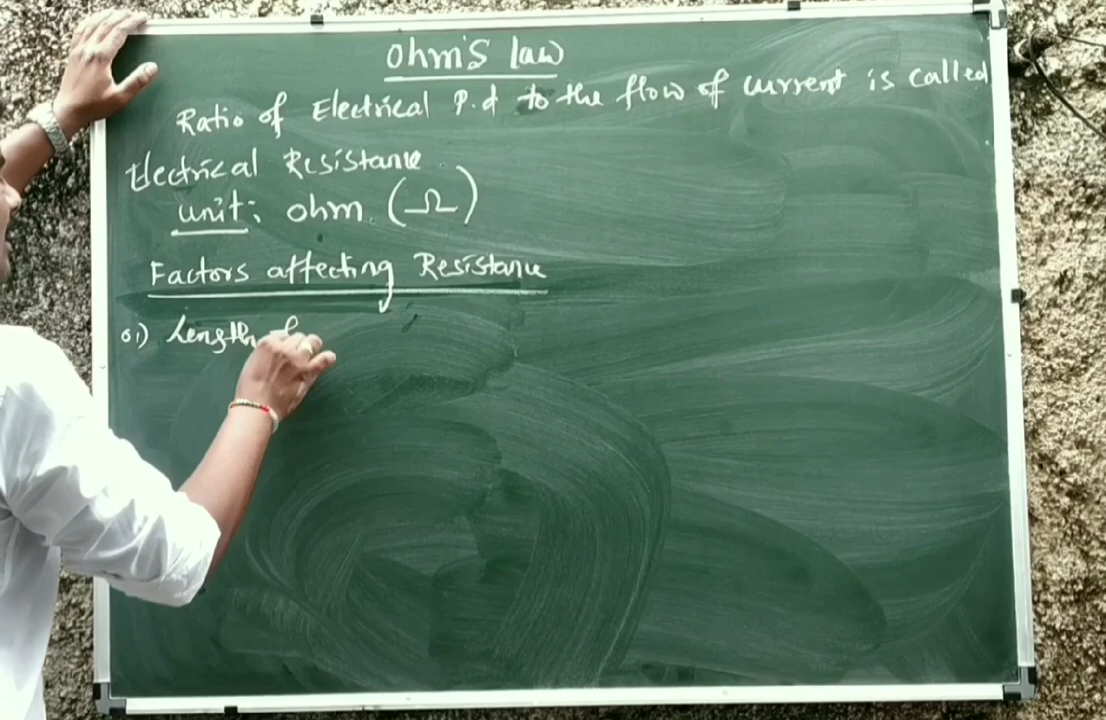 ohm's law
Ratio of Electrical P.d to the flow of current is called
Electrical Resistance
unit: ohm. (Ω)
Factors affecting Resistance
01) Length of